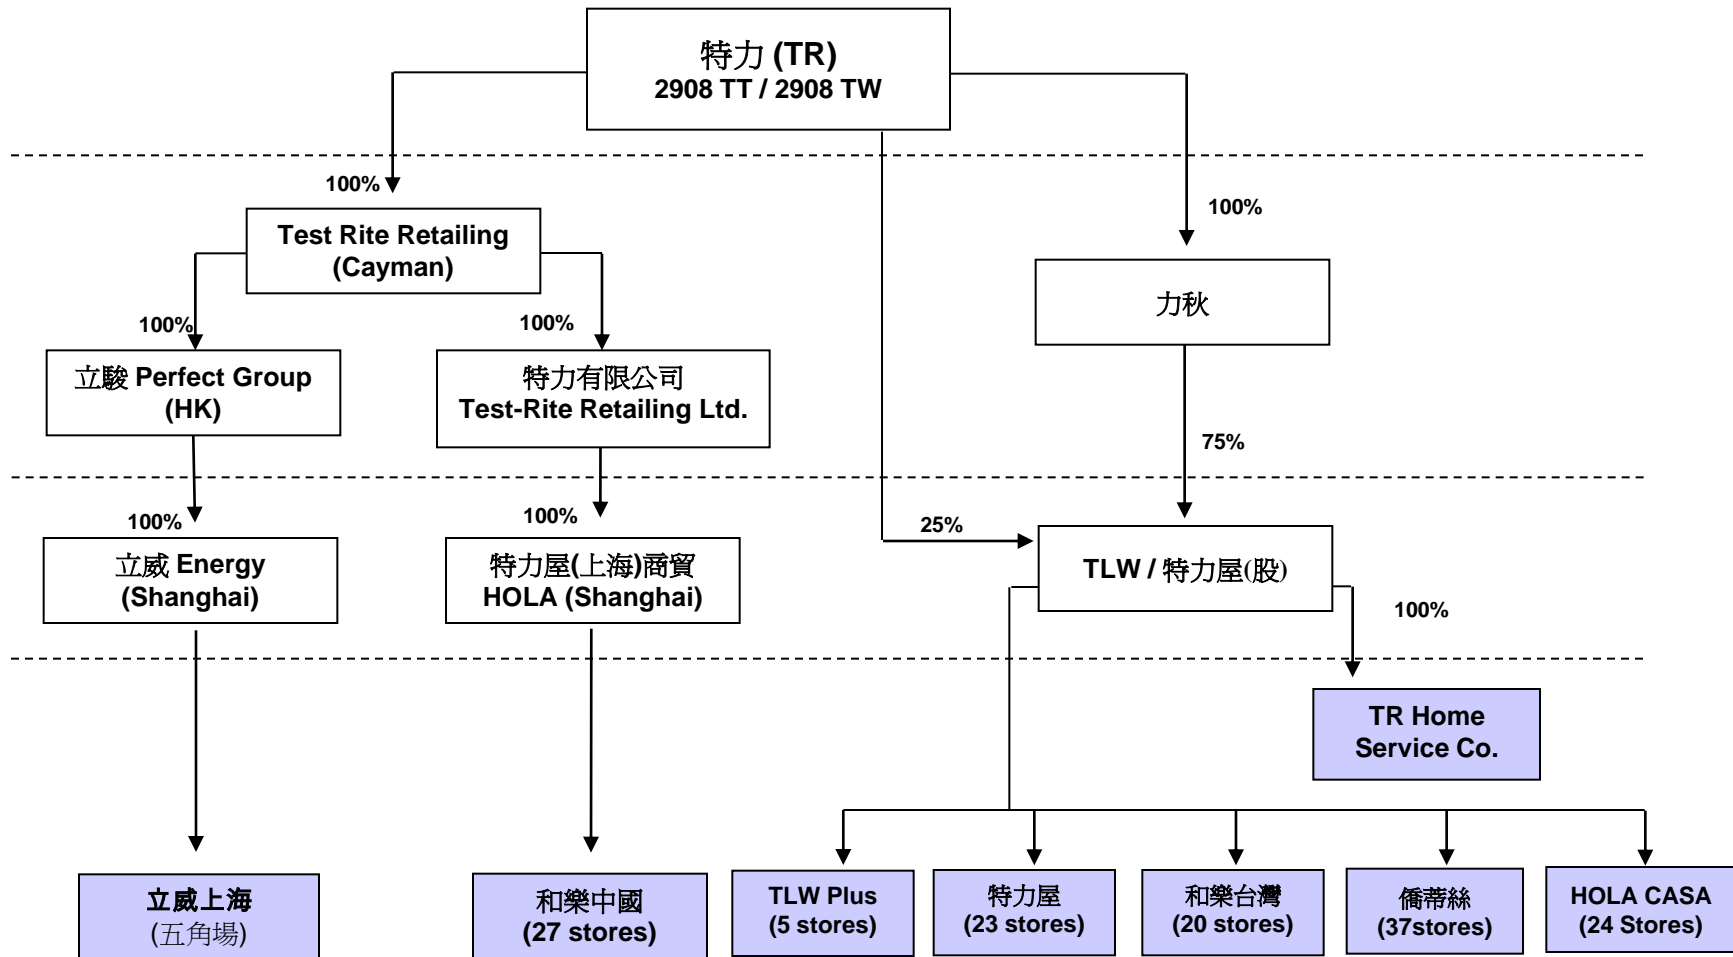 特力 (TR)
2908 TT / 2908 TW
100%
100%
Test Rite Retailing
(Cayman)
力秋
100%
100%
立駿 Perfect Group
(HK)
特力有限公司
Test-Rite Retailing Ltd.
75%
100%
100%
25%
立威 Energy
(Shanghai)
特力屋(上海)商貿
HOLA (Shanghai)
TLW / 特力屋(股)
100%
TR Home
Service Co.
立威上海
(五角場)
和樂中國
(27 stores)
TLW Plus
(5 stores)
特力屋
(23 stores)
和樂台灣
(20 stores)
僑蒂絲
(37stores)
HOLA CASA
(24 Stores)